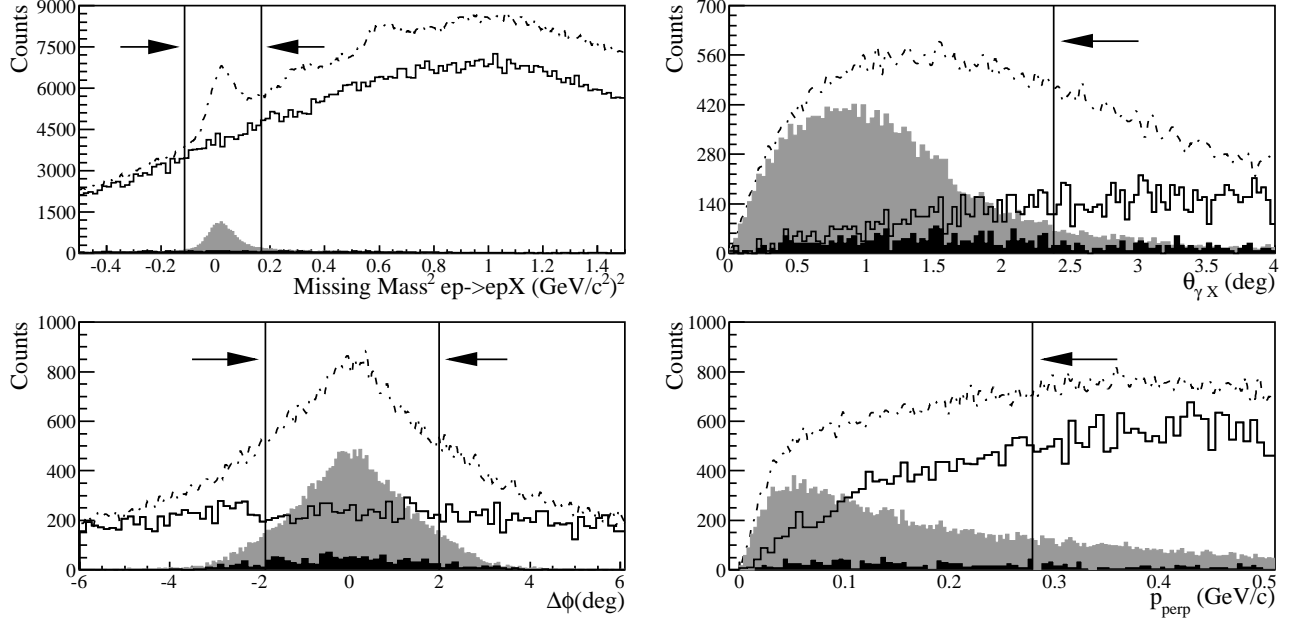 Counts
9000
7500
6000
4500
3000
1500
0
-0.4 -0.2 0 0.2 0.4 0.6 0.8 1 1.2 1.4
Missing Mass² ep->epX (GeV/c²)²
Counts
700
560
420
280
140
0
0 0.5 1 1.5 2 2.5 3 3.5 4
θγ X (deg)
Counts
1000
800
600
400
200
0
-6 -4 -2 0 2 4 6
Δϕ(deg)
Counts
1000
800
600
400
200
0
0 0.1 0.2 0.3 0.4 0.5
pperp (GeV/c)